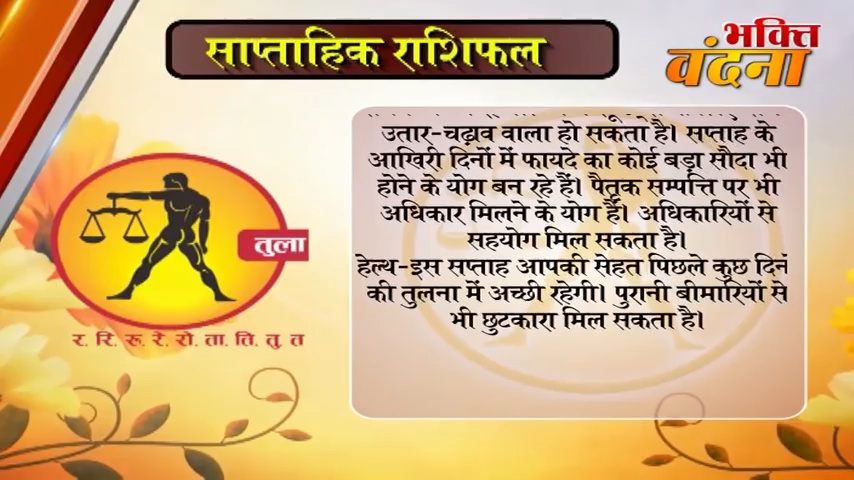 साप्ताहिक राशिफल
भक्ति
वंदना
उतार-चढ़ाव वाला हो सकता है। सप्ताह के
आखिरी दिनों में फायदे का कोई बड़ा सौदा भी
होने के योग बन रहे हैं। पैतृक सम्पत्ति पर भी
अधिकार मिलने के योग हैं। अधिकारियों से
सहयोग मिल सकता है।
हेल्थ-इस सप्ताह आपकी सेहत पिछले कुछ दिनों
की तुलना में अच्छी रहेगी। पुरानी बीमारियों से
भी छुटकारा मिल सकता है।
तुला
र. रि. रू. रे. रो. ता. ति. तु. त